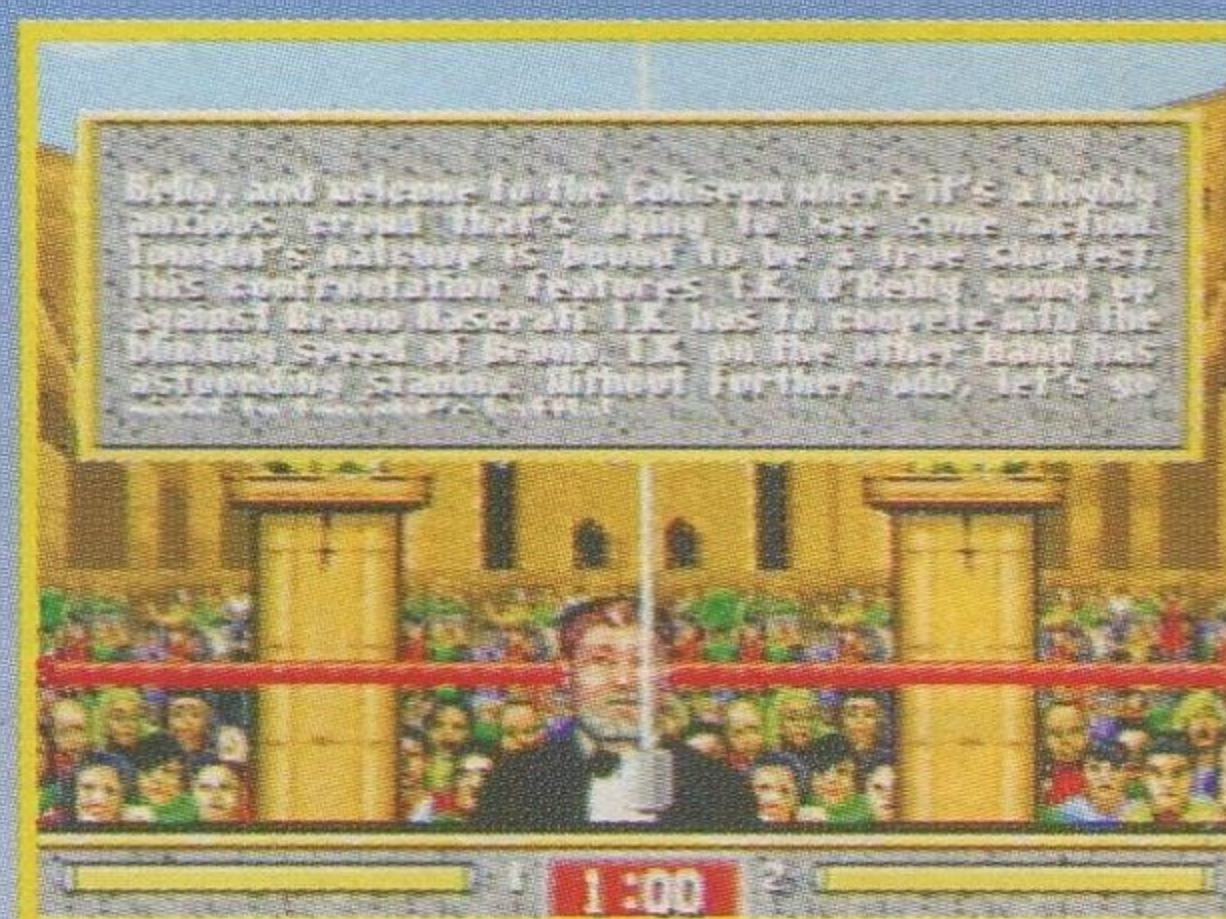 Hello, and welcome to the Coliseum where it's a highly
anxious crowd that's dying to see some action.
Tonight's matchup is bound to be a true slugfest.
This confrontation features T.K. O'Reilly going up
against Bruno Maserati. T.K. has to compete with the
blinding speed of Bruno. T.K. on the other hand has
astounding stamina. Without further ado, let's go
1 1:00 2